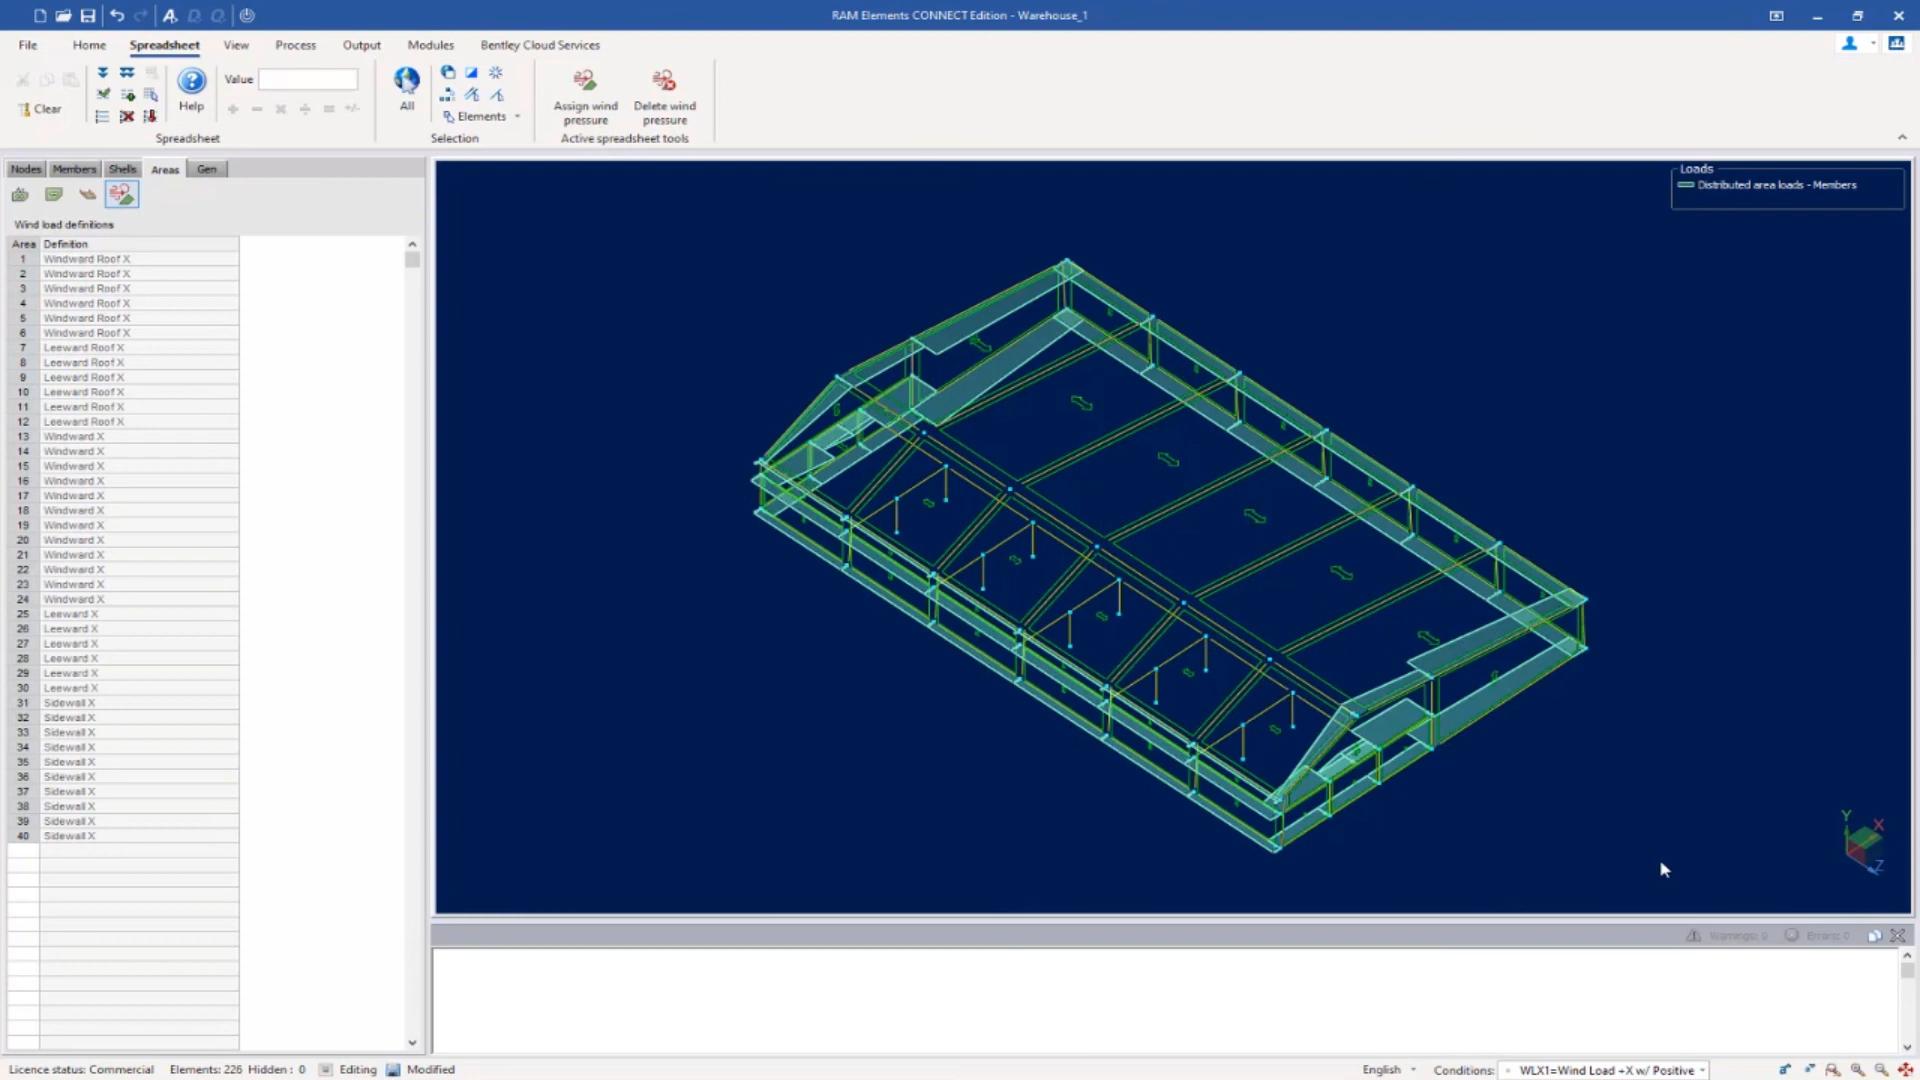 RAM Elements CONNECT Edition - Warehouse_1
File Home Spreadsheet View Process Output Modules Bentley Cloud Services
Value
Clear
Help
All
Elements
Assign wind
pressure
Delete wind
pressure
Spreadsheet
Selection
Active spreadsheet tools
Nodes Members Shells Areas Gen
Wind load definitions
Area Definition
1 Windward Roof X
2 Windward Roof X
3 Windward Roof X
4 Windward Roof X
5 Windward Roof X
6 Windward Roof X
7 Leeward Roof X
8 Leeward Roof X
9 Leeward Roof X
10 Leeward Roof X
11 Leeward Roof X
12 Leeward Roof X
13 Windward X
14 Windward X
15 Windward X
16 Windward X
17 Windward X
18 Windward X
19 Windward X
20 Windward X
21 Windward X
22 Windward X
23 Windward X
24 Windward X
25 Leeward X
26 Leeward X
27 Leeward X
28 Leeward X
29 Leeward X
30 Leeward X
31 Sidewall X
32 Sidewall X
33 Sidewall X
34 Sidewall X
35 Sidewall X
36 Sidewall X
37 Sidewall X
38 Sidewall X
39 Sidewall X
40 Sidewall X
Loads
Distributed area loads - Members
Y
X
Z
Warnings: 0 Errors: 0
Licence status: Commercial Elements: 226 Hidden : 0 Editing Modified English Conditions: WLX1=Wind Load +X w/ Positive